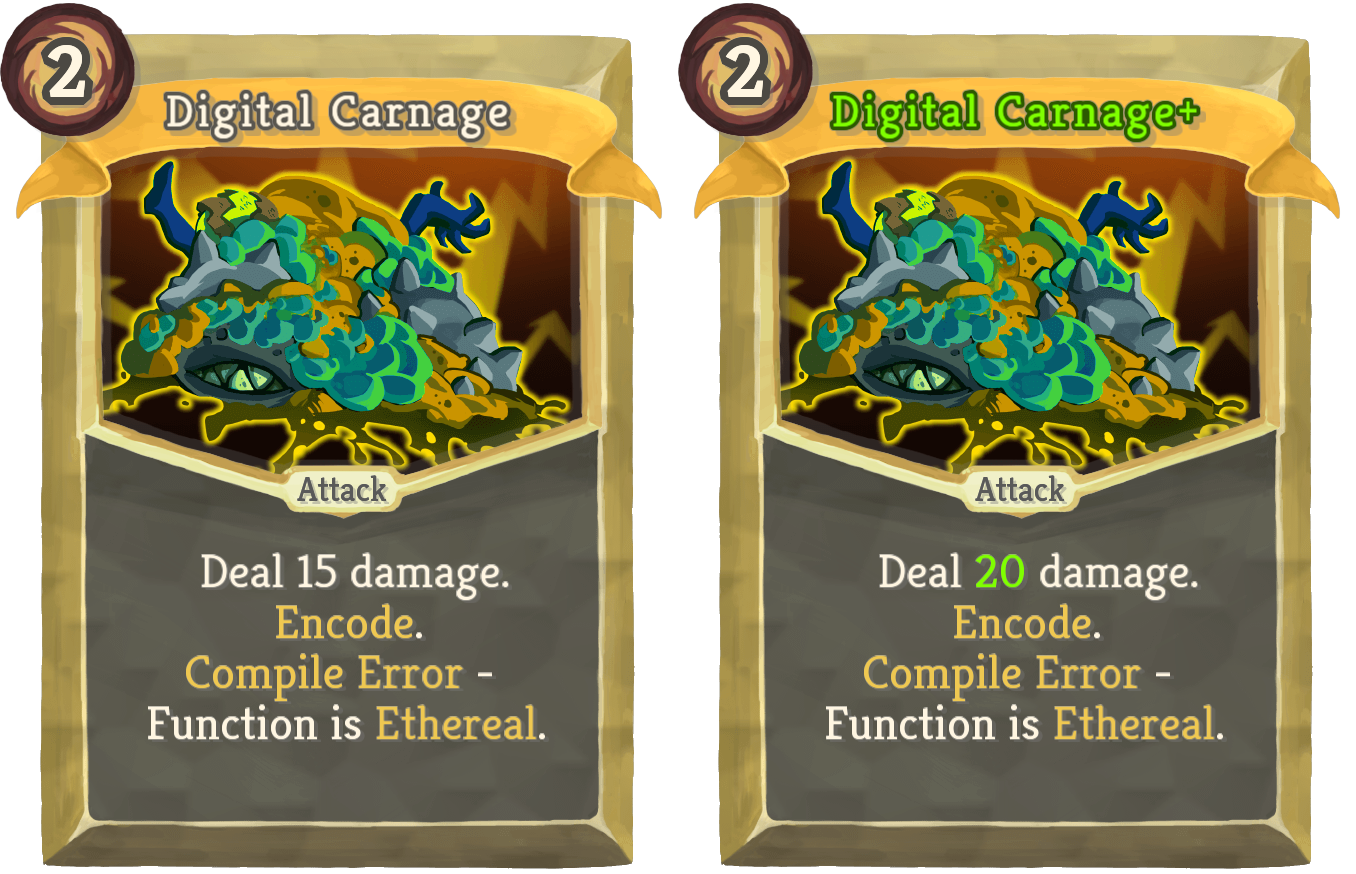 2
Digital Carnage
Attack
Deal 15 damage.
Encode.
Compile Error -
Function is Ethereal.
2
Digital Carnage+
Attack
Deal 20 damage.
Encode.
Compile Error -
Function is Ethereal.